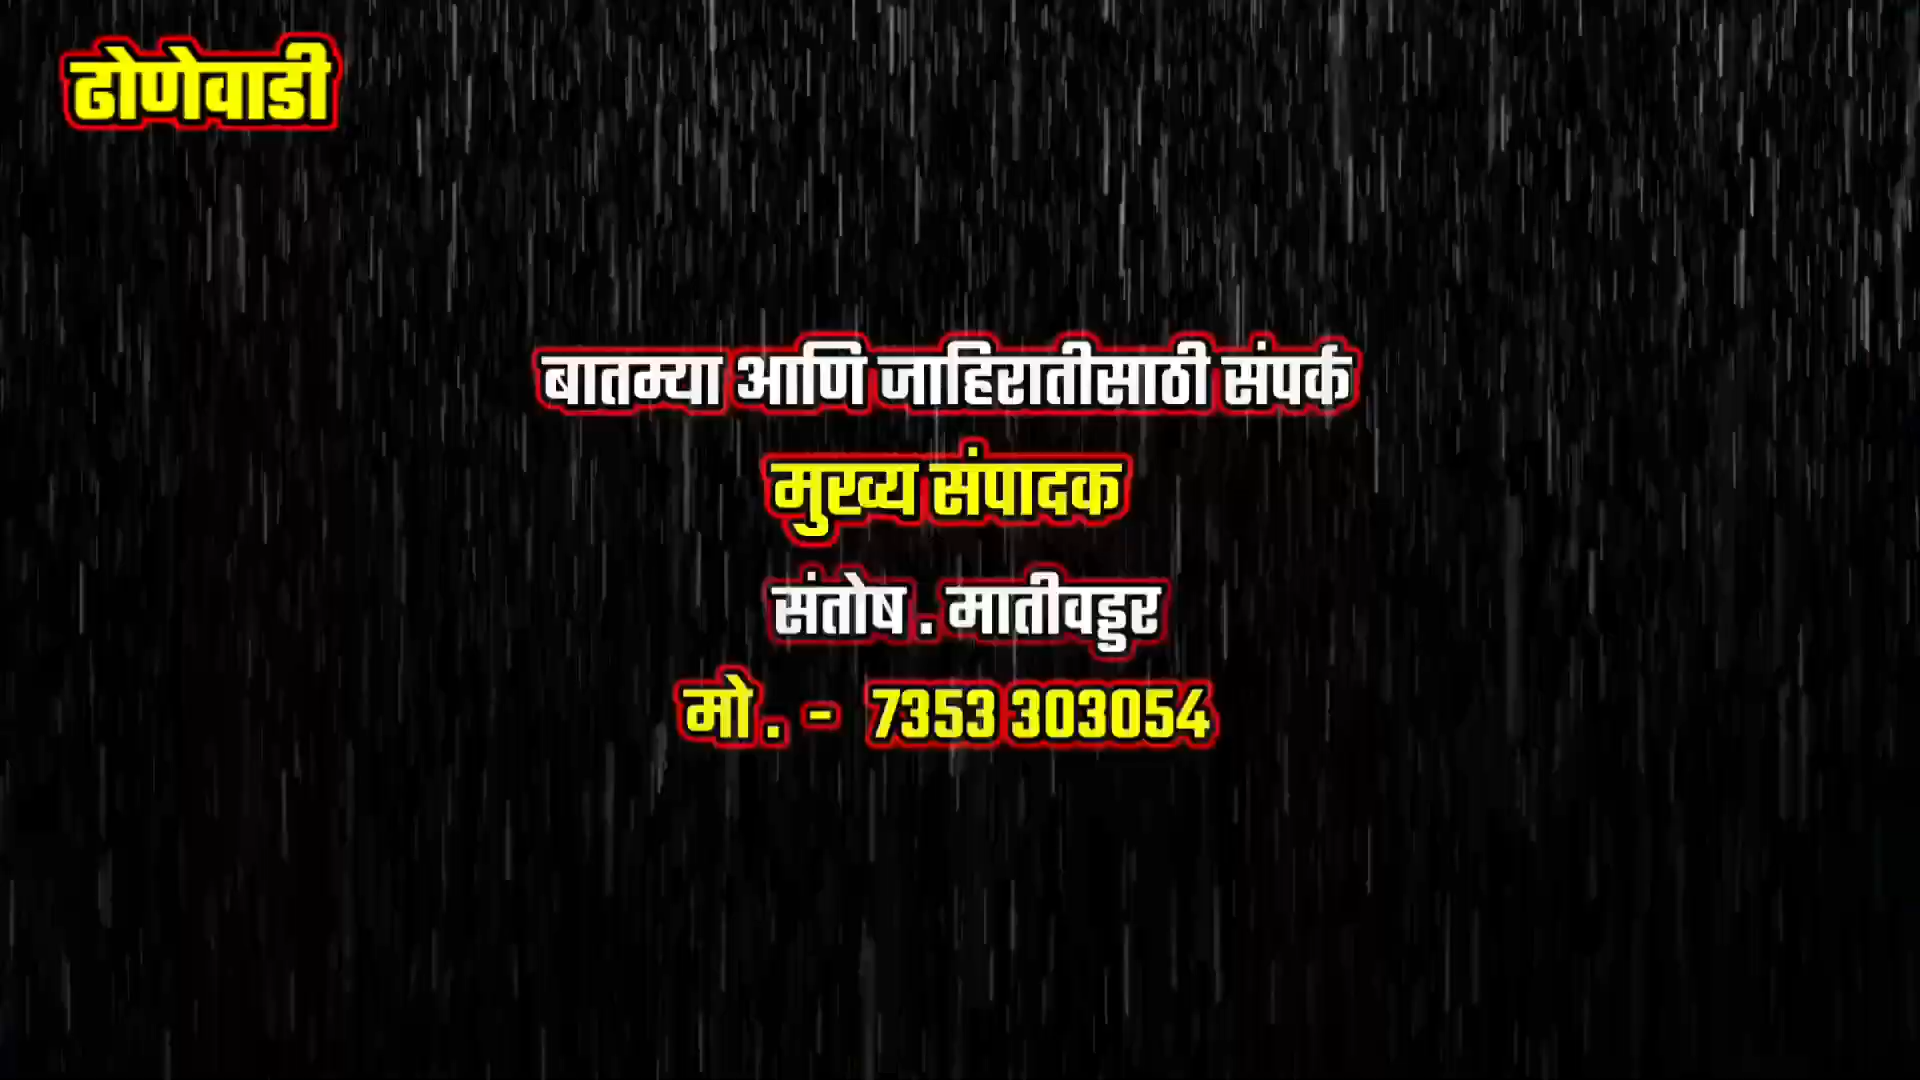 ढोणेवाडी
बातम्या आणि जाहिरातीसाठी संपर्क
मुख्य संपादक
संतोष . मातीवड्डर
मो . - 7353 303054